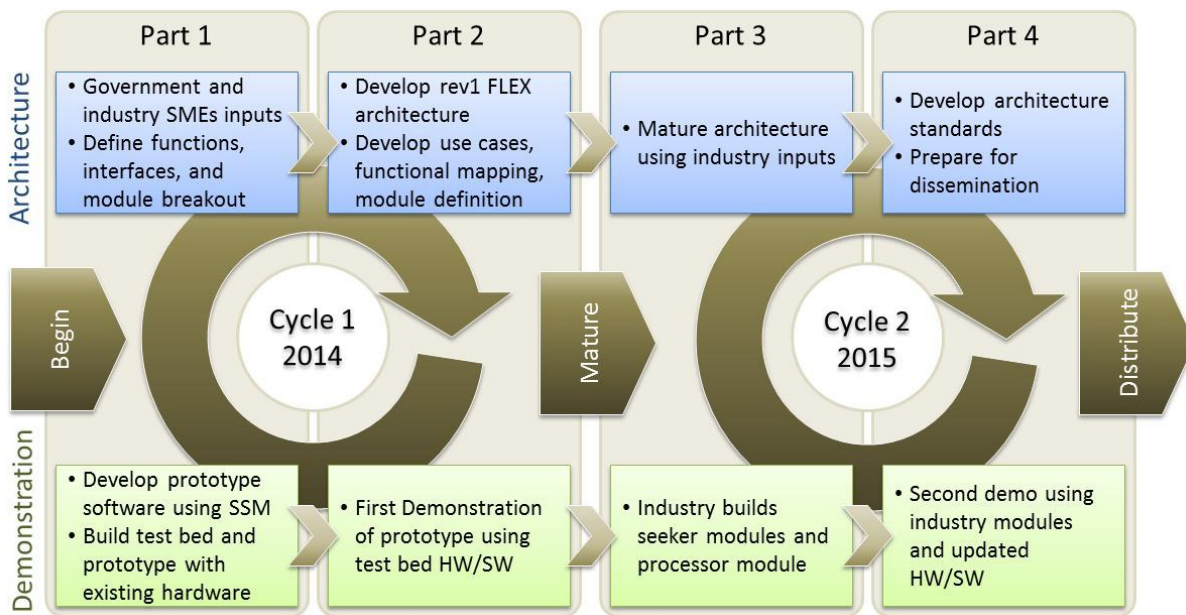 Part 1
Part 2
Part 3
Part 4
Architecture
• Government and
industry SMEs inputs
• Define functions,
interfaces, and
module breakout
• Develop rev1 FLEX
architecture
• Develop use cases,
functional mapping,
module definition
• Mature architecture
using industry inputs
• Develop architecture
standards
• Prepare for
dissemination
Begin
Cycle 1
2014
Mature
Cycle 2
2015
Distribute
Demonstration
• Develop prototype
software using SSM
• Build test bed and
prototype with
existing hardware
• First Demonstration
of prototype using
test bed HW/SW
• Industry builds
seeker modules and
processor module
• Second demo using
industry modules
and updated
HW/SW